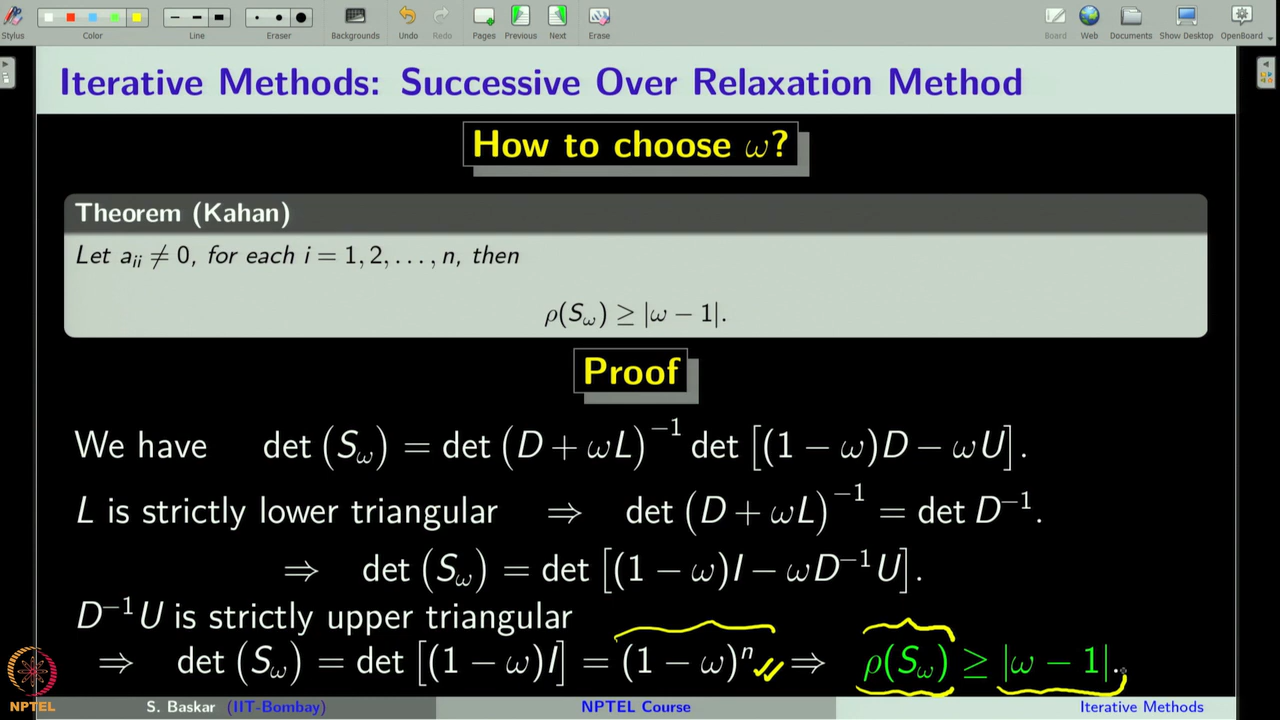 Stylus Color Line Eraser Backgrounds Undo Redo Pages Previous Next Erase Board Web Documents Show Desktop OpenBoard
Iterative Methods: Successive Over Relaxation Method
How to choose ω?
Theorem (Kahan)
Let aᵢᵢ ≠ 0, for each i = 1, 2, . . . , n, then
ρ(S_ω) ≥ |ω − 1|.
Proof
We have det (S_ω) = det (D + ωL)⁻¹ det [(1 − ω)D − ωU].
L is strictly lower triangular ⇒ det (D + ωL)⁻¹ = det D⁻¹.
⇒ det (S_ω) = det [(1 − ω)I − ωD⁻¹U].
D⁻¹U is strictly upper triangular
⇒ det (S_ω) = det [(1 − ω)I] = (1 − ω)ⁿ ⇒ ρ(S_ω) ≥ |ω − 1|.
NPTEL S. Baskar (IIT-Bombay) NPTEL Course Iterative Methods